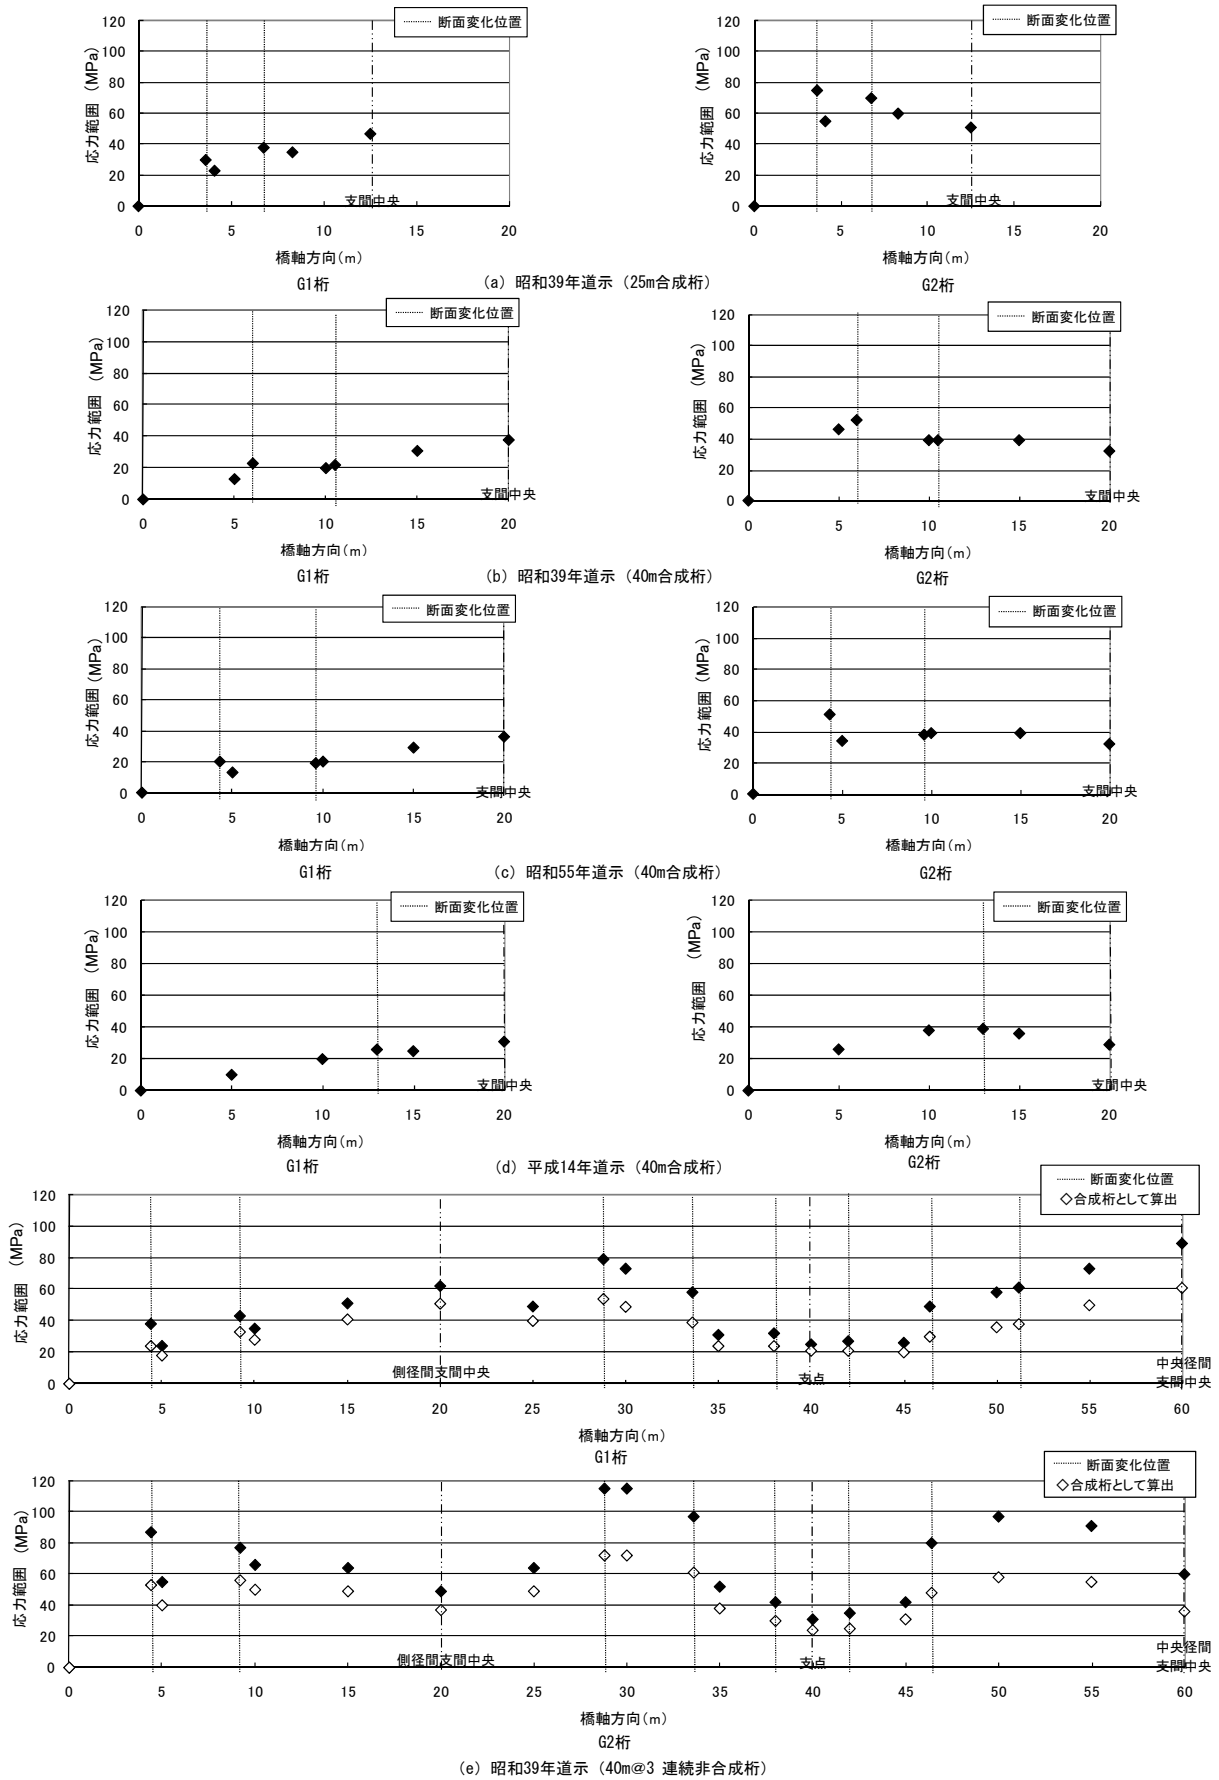 断面変化位置
応力範囲 (MPa)
120
100
80
60
40
20
0
支間中央
0 5 10 15 20
橋軸方向(m)
G1桁
断面変化位置
応力範囲 (MPa)
120
100
80
60
40
20
0
支間中央
0 5 10 15 20
橋軸方向(m)
G2桁
(a) 昭和39年道示 (25m合成桁)
断面変化位置
応力範囲 (MPa)
120
100
80
60
40
20
0
支間中央
0 5 10 15 20
橋軸方向(m)
G1桁
断面変化位置
応力範囲 (MPa)
120
100
80
60
40
20
0
支間中央
0 5 10 15 20
橋軸方向(m)
G2桁
(b) 昭和39年道示 (40m合成桁)
断面変化位置
応力範囲 (MPa)
120
100
80
60
40
20
0
支間中央
0 5 10 15 20
橋軸方向(m)
G1桁
断面変化位置
応力範囲 (MPa)
120
100
80
60
40
20
0
支間中央
0 5 10 15 20
橋軸方向(m)
G2桁
(c) 昭和55年道示 (40m合成桁)
断面変化位置
応力範囲 (MPa)
120
100
80
60
40
20
0
支間中央
0 5 10 15 20
橋軸方向(m)
G1桁
断面変化位置
応力範囲 (MPa)
120
100
80
60
40
20
0
支間中央
0 5 10 15 20
橋軸方向(m)
G2桁
(d) 平成14年道示 (40m合成桁)
断面変化位置
◇合成桁として算出
応力範囲 (MPa)
120
100
80
60
40
20
0
側径間支間中央
支点
中央径間
支間中央
0 5 10 15 20 25 30 35 40 45 50 55 60
橋軸方向(m)
G1桁
断面変化位置
◇合成桁として算出
応力範囲 (MPa)
120
100
80
60
40
20
0
側径間支間中央
支点
中央径間
支間中央
0 5 10 15 20 25 30 35 40 45 50 55 60
橋軸方向(m)
G2桁
(e) 昭和39年道示 (40m@3 連続非合成桁)